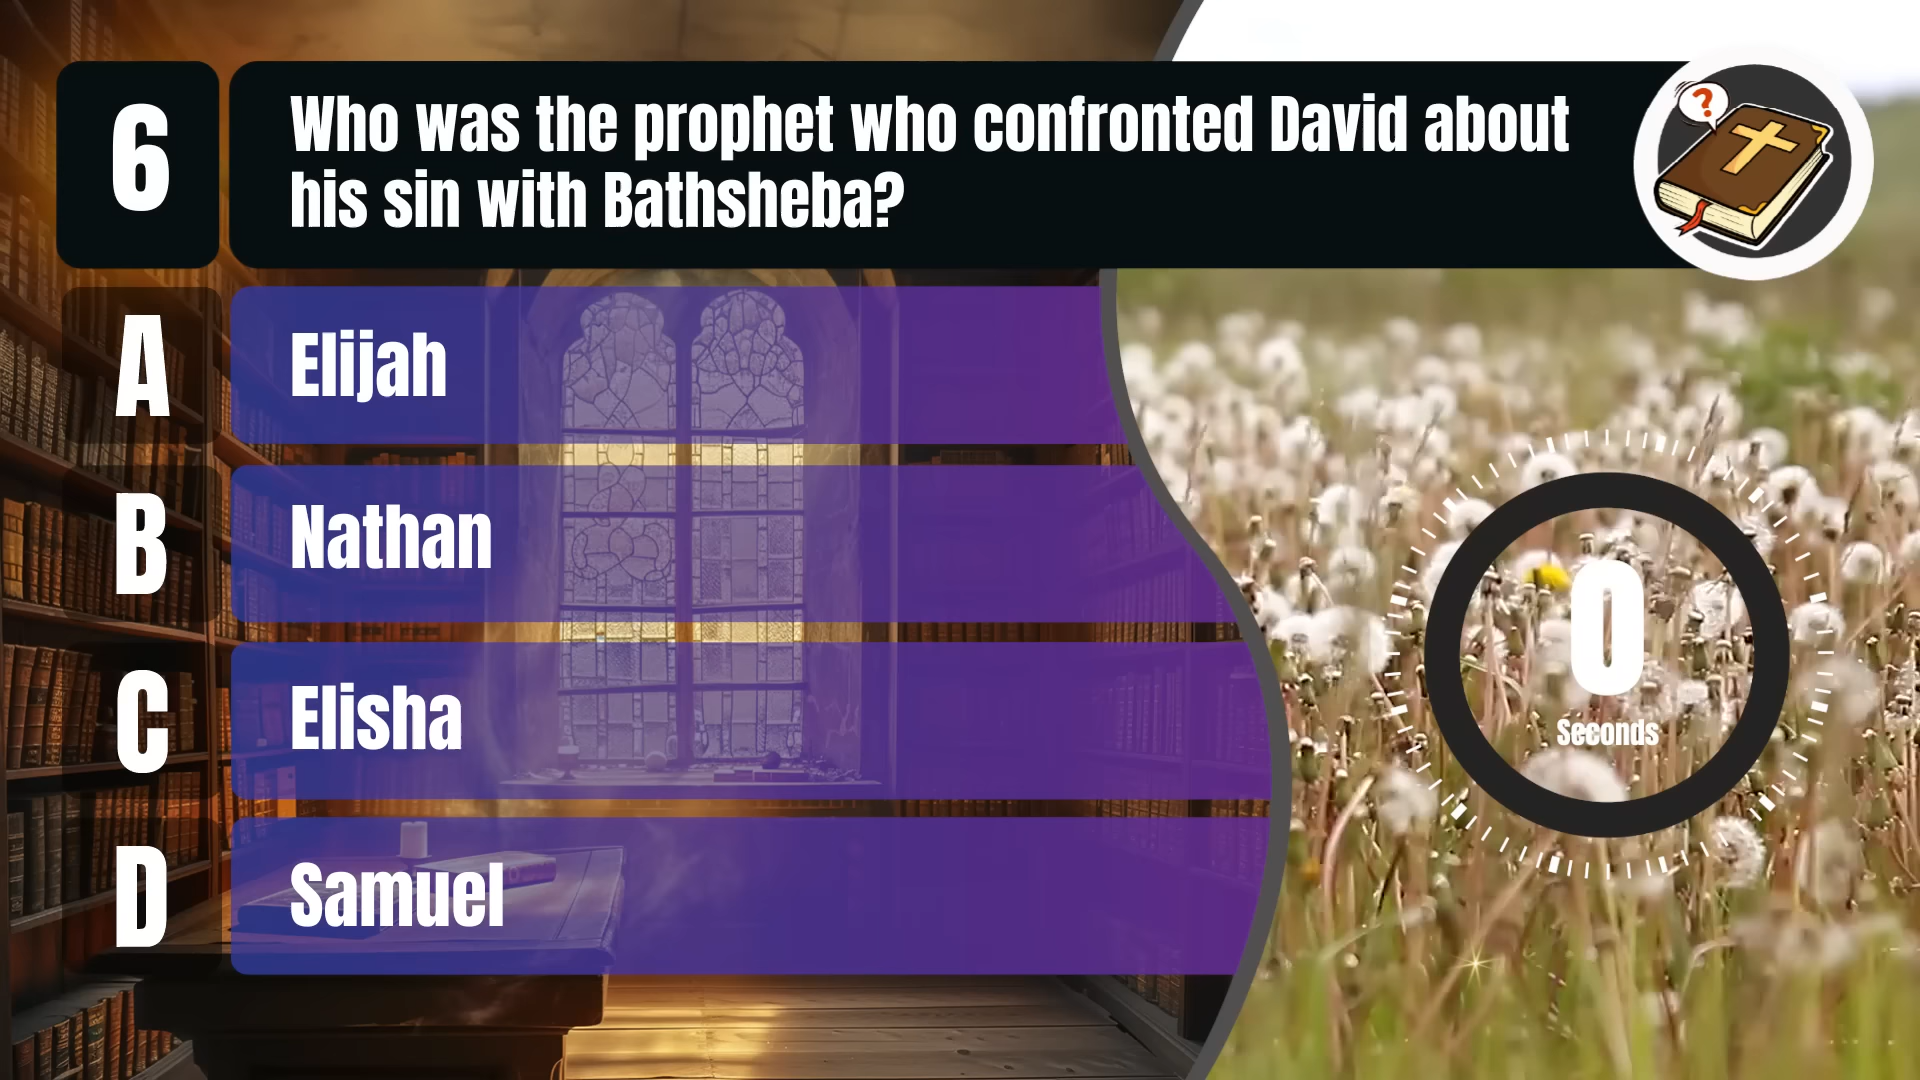 6
Who was the prophet who confronted David about
his sin with Bathsheba?
?
A
Elijah
B
Nathan
C
Elisha
D
Samuel
0
Seconds